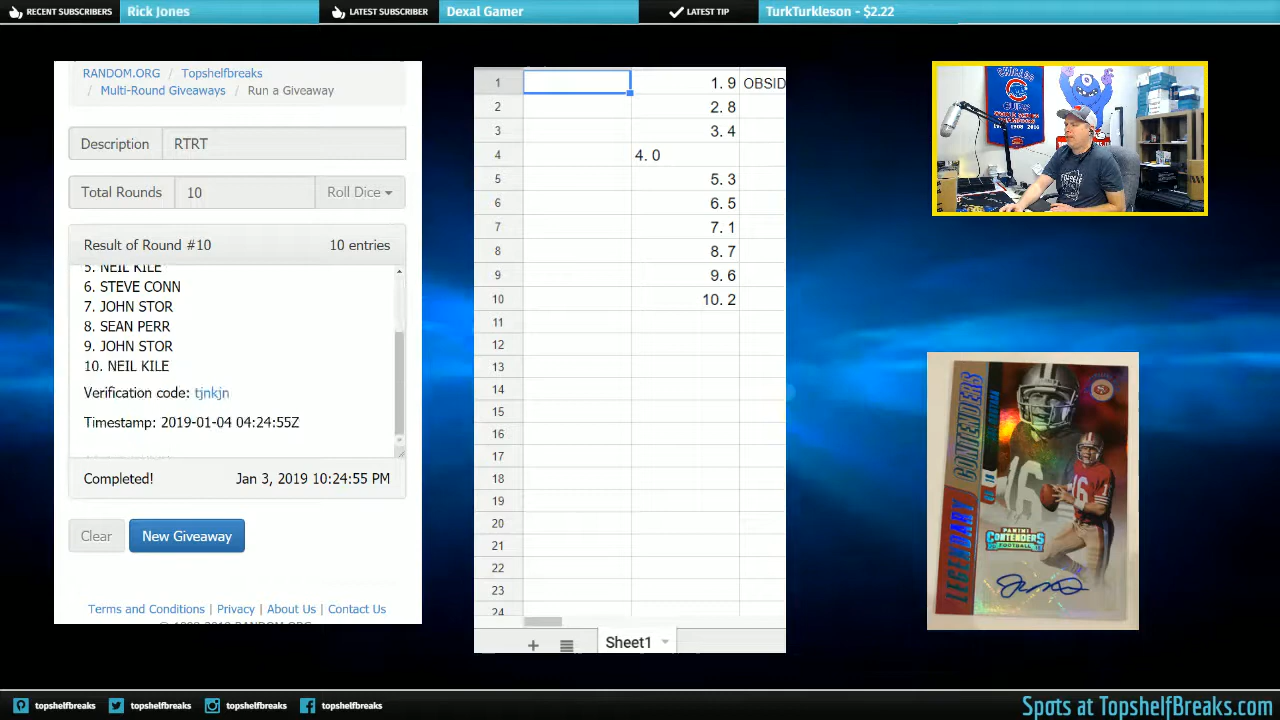 RECENT SUBSCRIBERS Rick Jones LATEST SUBSCRIBER Dexal Gamer LATEST TIP TurkTurkleson - $2.22
RANDOM.ORG / Topshelfbreaks
Multi-Round Giveaways / Run a Giveaway
Description RTRT
Total Rounds 10 Roll Dice
Result of Round #10 10 entries
5. NEIL KILE
6. STEVE CONN
7. JOHN STOR
8. SEAN PERR
9. JOHN STOR
10. NEIL KILE
Verification code: tjnkjn
Timestamp: 2019-01-04 04:24:55Z
Completed! Jan 3, 2019 10:24:55 PM
Clear New Giveaway
Terms and Conditions | Privacy | About Us | Contact Us
1 1. 9 OBSID
2 2. 8
3 3. 4
4 4. 0
5 5. 3
6 6. 5
7 7. 1
8 8. 7
9 9. 6
10 10. 2
11
12
13
14
15
16
17
18
19
20
21
22
23
24
+ Sheet1
CHICAGO
CUBS
LEGENDARY CONTENDERS
16
PANINI
CONTENDERS
FOOTBALL
topshelfbreaks topshelfbreaks topshelfbreaks topshelfbreaks
Spots at TopshelfBreaks.com